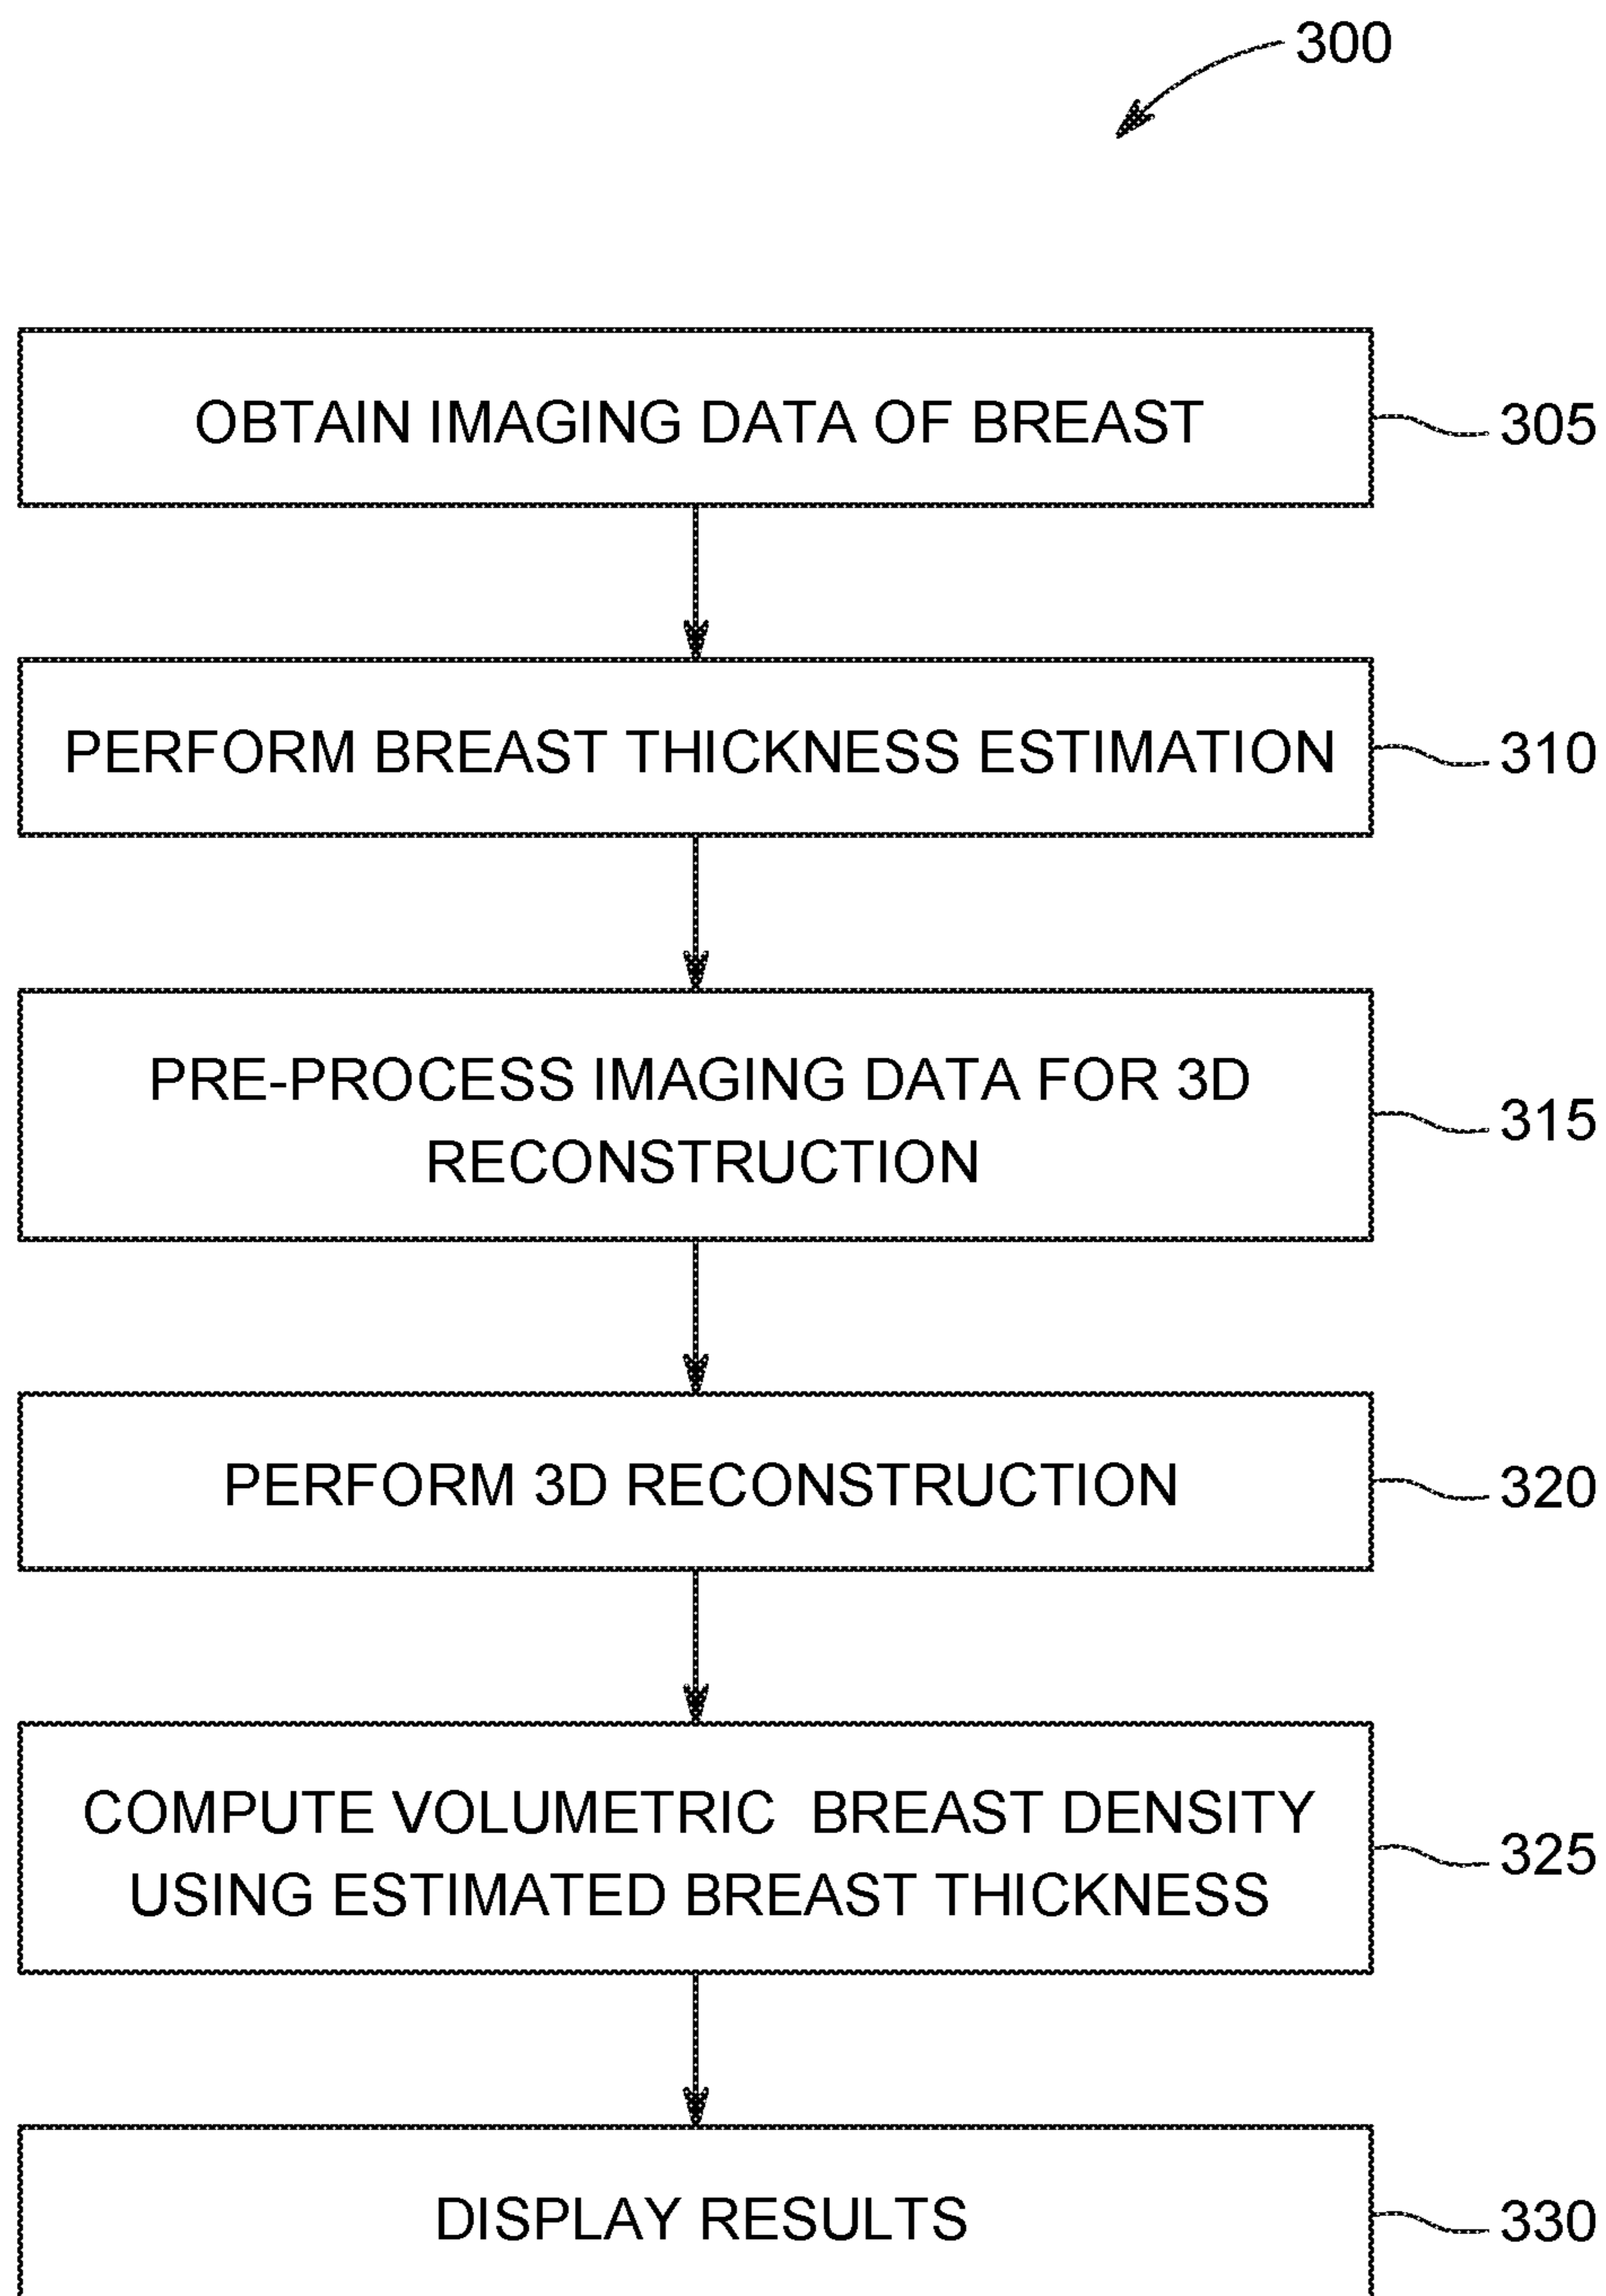 300
OBTAIN IMAGING DATA OF BREAST
305
PERFORM BREAST THICKNESS ESTIMATION
310
PRE-PROCESS IMAGING DATA FOR 3D
RECONSTRUCTION
315
PERFORM 3D RECONSTRUCTION
320
COMPUTE VOLUMETRIC BREAST DENSITY
USING ESTIMATED BREAST THICKNESS
325
DISPLAY RESULTS
330